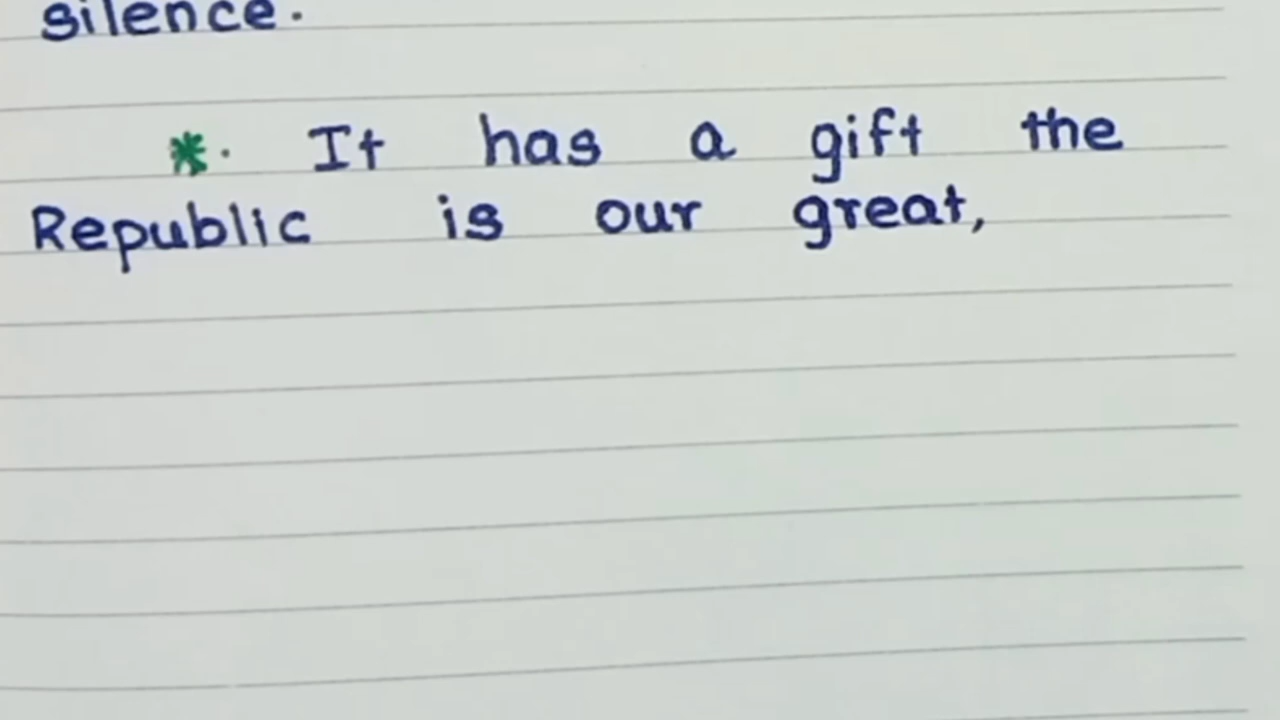 silence.
*. It has a gift the
Republic is our great,